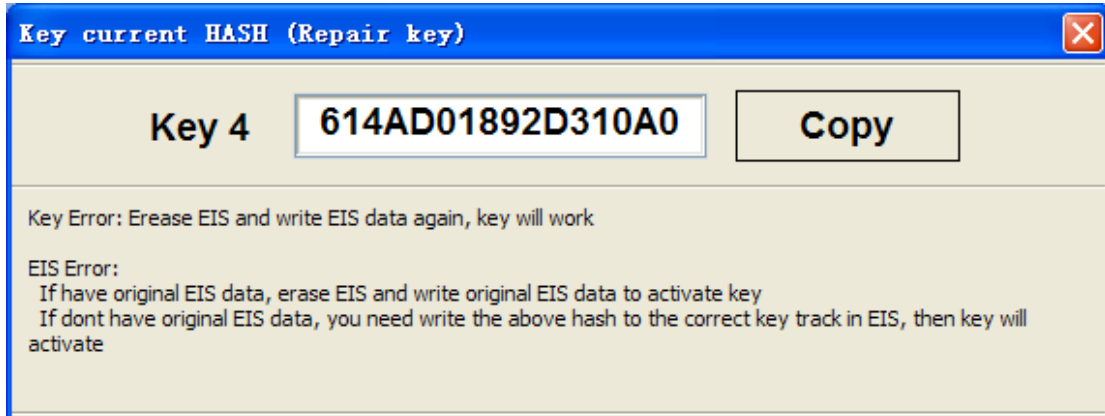 Key current HASH (Repair key)
Key 4 614AD01892D310A0 Copy
Key Error: Erease EIS and write EIS data again, key will work
EIS Error:
If have original EIS data, erase EIS and write original EIS data to activate key
If dont have original EIS data, you need write the above hash to the correct key track in EIS, then key will
activate